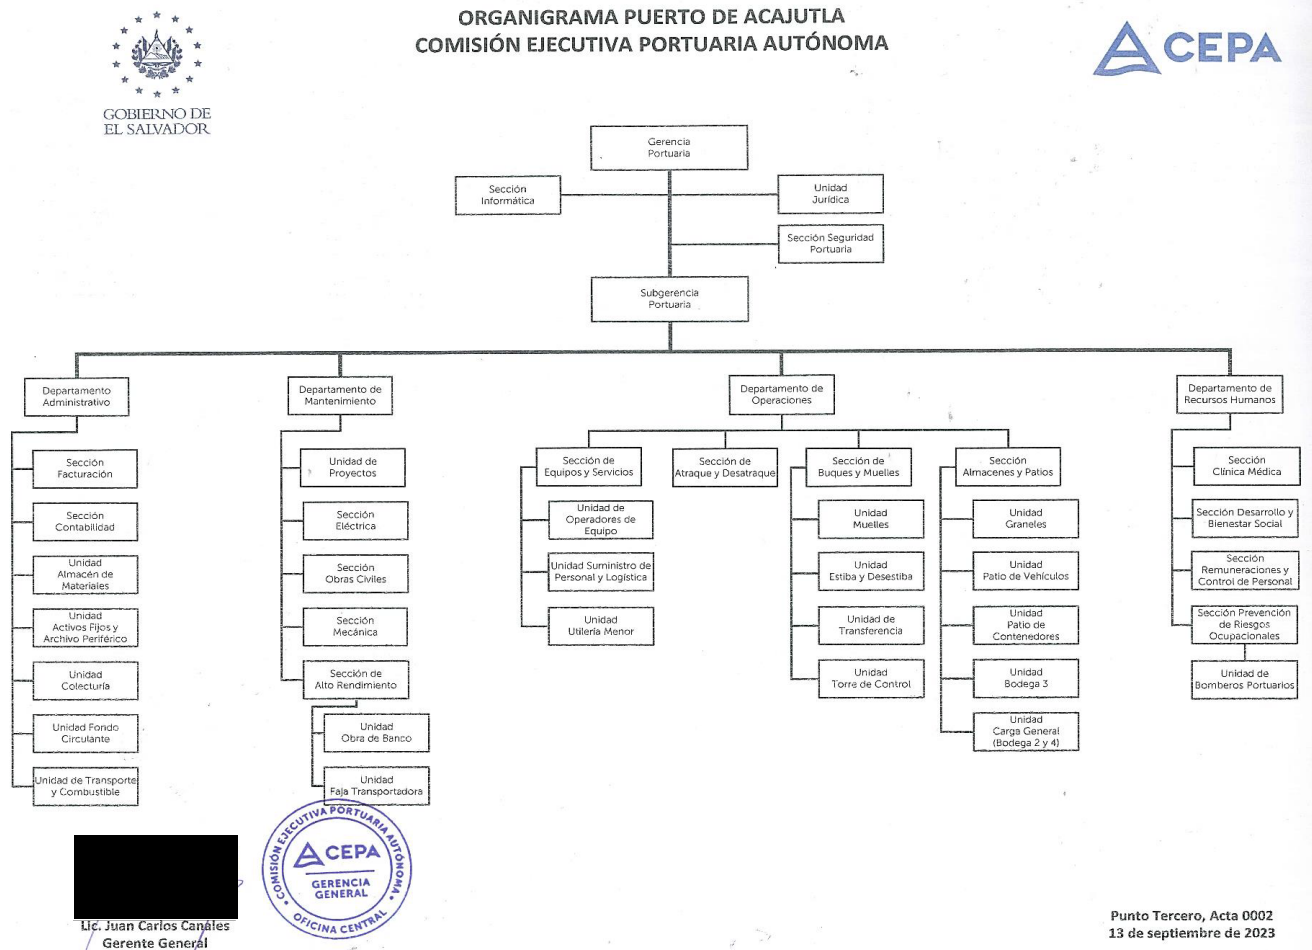 ORGANIGRAMA PUERTO DE ACAJUTLA
COMISIÓN EJECUTIVA PORTUARIA AUTÓNOMA
GOBIERNO DE
EL SALVADOR
CEPA
Gerencia
Portuaria
Sección
Informática
Unidad
Jurídica
Sección Seguridad
Portuaria
Subgerencia
Portuaria
Departamento
Administrativo
Departamento de
Mantenimiento
Departamento de
Operaciones
Departamento de
Recursos Humanos
Sección
Facturación
Sección
Contabilidad
Unidad
Almacén de
Materiales
Unidad
Activos Fijos y
Archivo Periférico
Unidad
Colecturía
Unidad Fondo
Circulante
Unidad de Transporte
y Combustible
Unidad de
Proyectos
Sección
Eléctrica
Sección
Obras Civiles
Sección
Mecánica
Sección de
Alto Rendimiento
Unidad
Obra de Banco
Unidad
Faja Transportadora
Sección de
Equipos y Servicios
Unidad de
Operadores de
Equipo
Unidad Suministro de
Personal y Logística
Unidad
Utilería Menor
Sección de
Atraque y Desatraque
Sección de
Buques y Muelles
Unidad
Muelles
Unidad
Estiba y Desestiba
Unidad de
Transferencia
Unidad
Torre de Control
Sección
Almacenes y Patios
Unidad
Graneles
Unidad
Patio de Vehículos
Unidad
Patio de
Contenedores
Unidad
Bodega 3
Unidad
Carga General
(Bodega 2 y 4)
Sección
Clínica Médica
Sección Desarrollo y
Bienestar Social
Sección
Remuneraciones y
Control de Personal
Sección Prevención
de Riesgos
Ocupacionales
Unidad de
Bomberos Portuarios
COMISIÓN EJECUTIVA PORTUARIA AUTÓNOMA
CEPA
GERENCIA
GENERAL
OFICINA CENTRAL
Lic. Juan Carlos Canales
Gerente General
Punto Tercero, Acta 0002
13 de septiembre de 2023